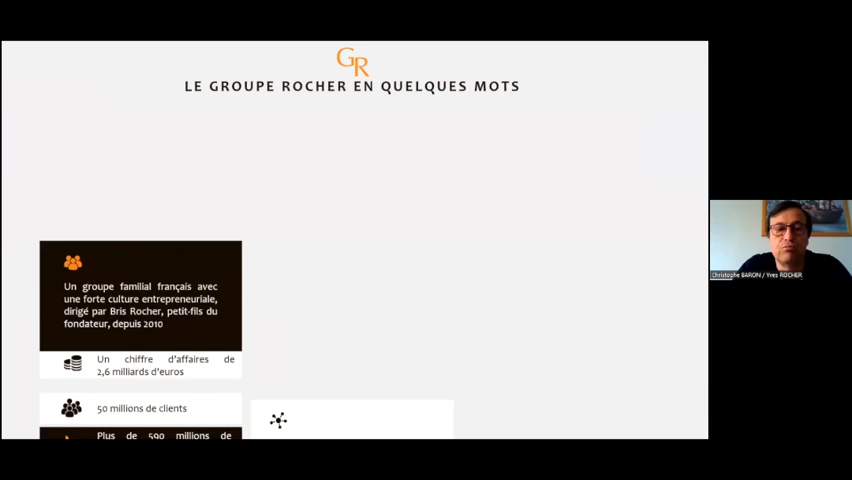 GR
LE GROUPE ROCHER EN QUELQUES MOTS
Un groupe familial français avec
une forte culture entrepreneuriale,
dirigé par Bris Rocher, petit-fils du
fondateur, depuis 2010
Un chiffre d'affaires de
2,6 milliards d'euros
50 millions de clients
Plus de 590 millions de
Christophe BARON / Yves ROCHER